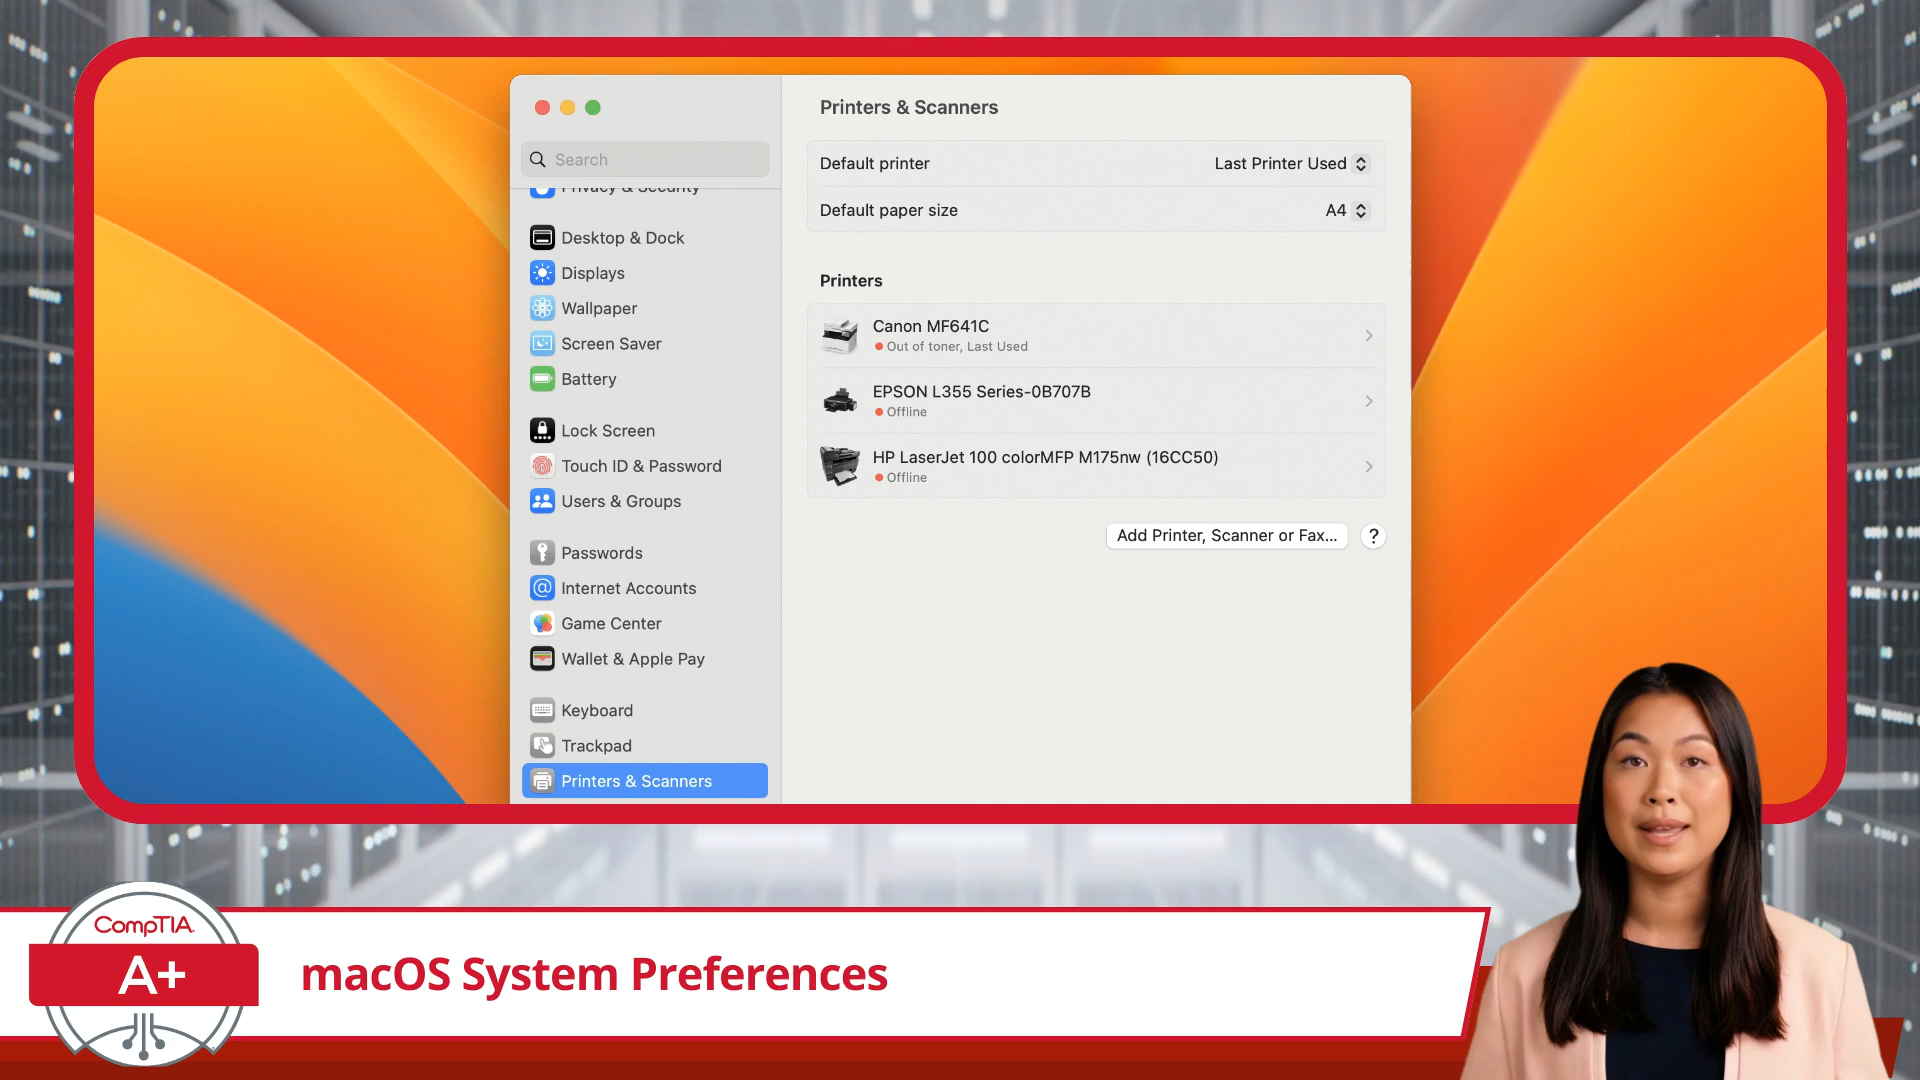 Printers & Scanners
Search
Privacy & Security
Desktop & Dock
Displays
Wallpaper
Screen Saver
Battery
Lock Screen
Touch ID & Password
Users & Groups
Passwords
Internet Accounts
Game Center
Wallet & Apple Pay
Keyboard
Trackpad
Printers & Scanners
Default printer Last Printer Used
Default paper size A4
Printers
Canon MF641C
Out of toner, Last Used
EPSON L355 Series-0B707B
Offline
HP LaserJet 100 colorMFP M175nw (16CC50)
Offline
Add Printer, Scanner or Fax... ?
CompTIA.
A+
macOS System Preferences